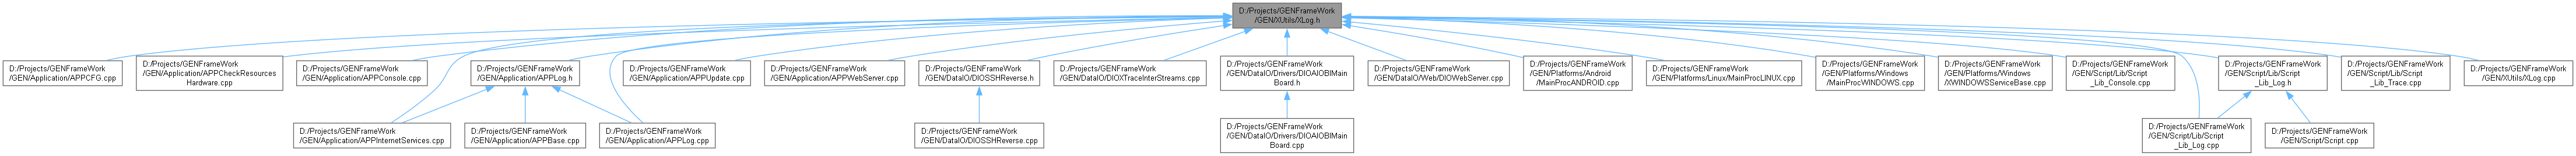 D:/Projects/GENFrameWork
/GEN/XUtils/XLog.h
D:/Projects/GENFrameWork
/GEN/Application/APPCFG.cpp
D:/Projects/GENFrameWork
/GEN/Application/APPCheckResources
Hardware.cpp
D:/Projects/GENFrameWork
/GEN/Application/APPConsole.cpp
D:/Projects/GENFrameWork
/GEN/Application/APPLog.h
D:/Projects/GENFrameWork
/GEN/Application/APPUpdate.cpp
D:/Projects/GENFrameWork
/GEN/Application/APPWebServer.cpp
D:/Projects/GENFrameWork
/GEN/DataIO/DIOSSHReverse.h
D:/Projects/GENFrameWork
/GEN/DataIO/DIOXTraceInterStreams.cpp
D:/Projects/GENFrameWork
/GEN/DataIO/Drivers/DIOAIOBIMain
Board.h
D:/Projects/GENFrameWork
/GEN/DataIO/Web/DIOWebServer.cpp
D:/Projects/GENFrameWork
/GEN/Platforms/Android
/MainProcANDROID.cpp
D:/Projects/GENFrameWork
/GEN/Platforms/Linux/MainProcLINUX.cpp
D:/Projects/GENFrameWork
/GEN/Platforms/Windows
/MainProcWINDOWS.cpp
D:/Projects/GENFrameWork
/GEN/Platforms/Windows
/XWINDOWSServiceBase.cpp
D:/Projects/GENFrameWork
/GEN/Script/Lib/Script
_Lib_Console.cpp
D:/Projects/GENFrameWork
/GEN/Script/Lib/Script
_Lib_Log.h
D:/Projects/GENFrameWork
/GEN/Script/Lib/Script
_Lib_Trace.cpp
D:/Projects/GENFrameWork
/GEN/XUtils/XLog.cpp
D:/Projects/GENFrameWork
/GEN/Application/APPInternetServices.cpp
D:/Projects/GENFrameWork
/GEN/Application/APPBase.cpp
D:/Projects/GENFrameWork
/GEN/Application/APPLog.cpp
D:/Projects/GENFrameWork
/GEN/DataIO/DIOSSHReverse.cpp
D:/Projects/GENFrameWork
/GEN/DataIO/Drivers/DIOAIOBIMain
Board.cpp
D:/Projects/GENFrameWork
/GEN/Script/Lib/Script
_Lib_Log.cpp
D:/Projects/GENFrameWork
/GEN/Script/Script.cpp